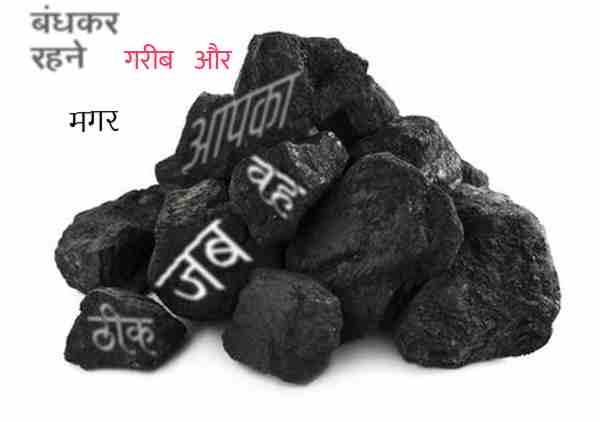 बंधकर
रहने
गरीब और
मगर
आपका
वह
जब
ठीक